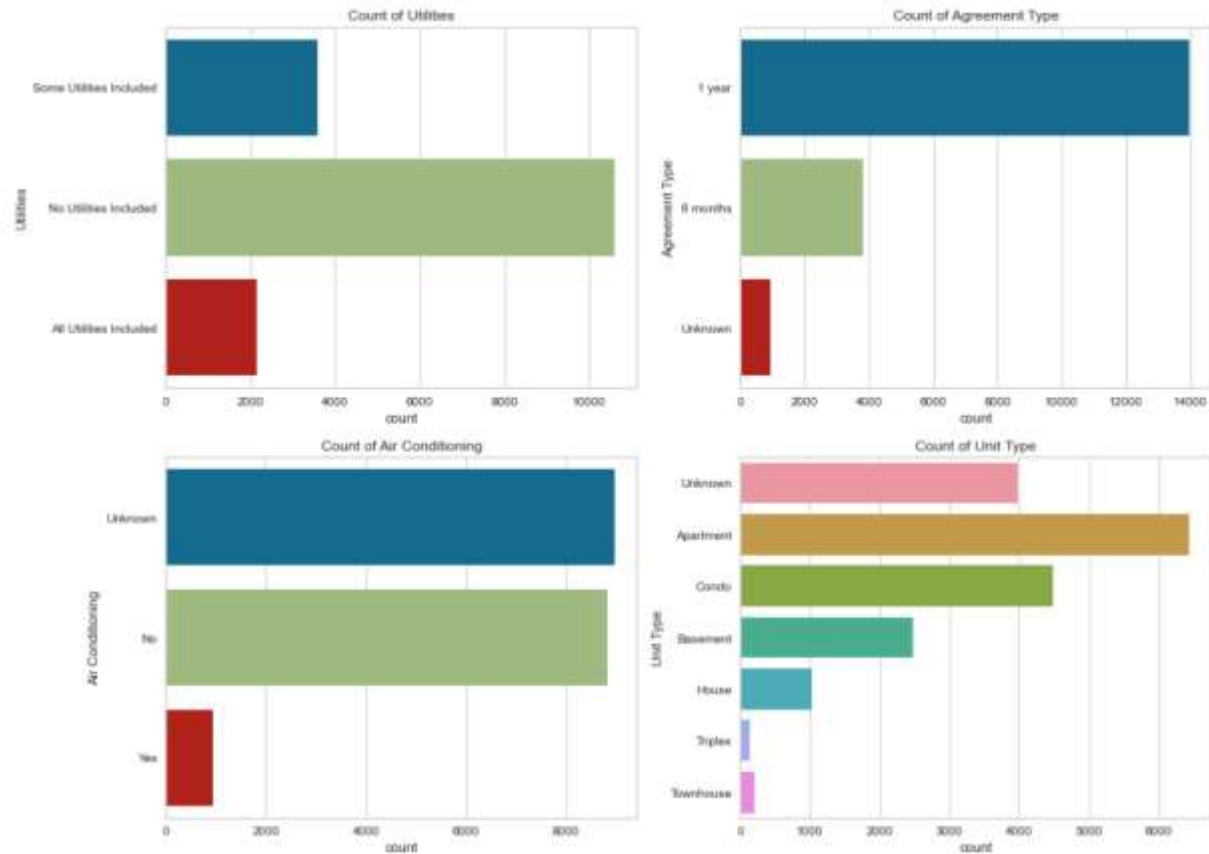 Count of Utilities
Some Utilities Included
No Utilities Included
All Utilities Included
Utilities
0 2000 4000 6000 8000 10000
count
Count of Agreement Type
1 year
6 months
Unknown
Agreement Type
0 2000 4000 6000 8000 10000 12000 14000
count
Count of Air Conditioning
Unknown
No
Yes
Air Conditioning
0 2000 4000 6000 8000
count
Count of Unit Type
Unknown
Apartment
Condo
Basement
House
Triplex
Townhouse
Unit Type
0 1000 2000 3000 4000 5000 6000
count